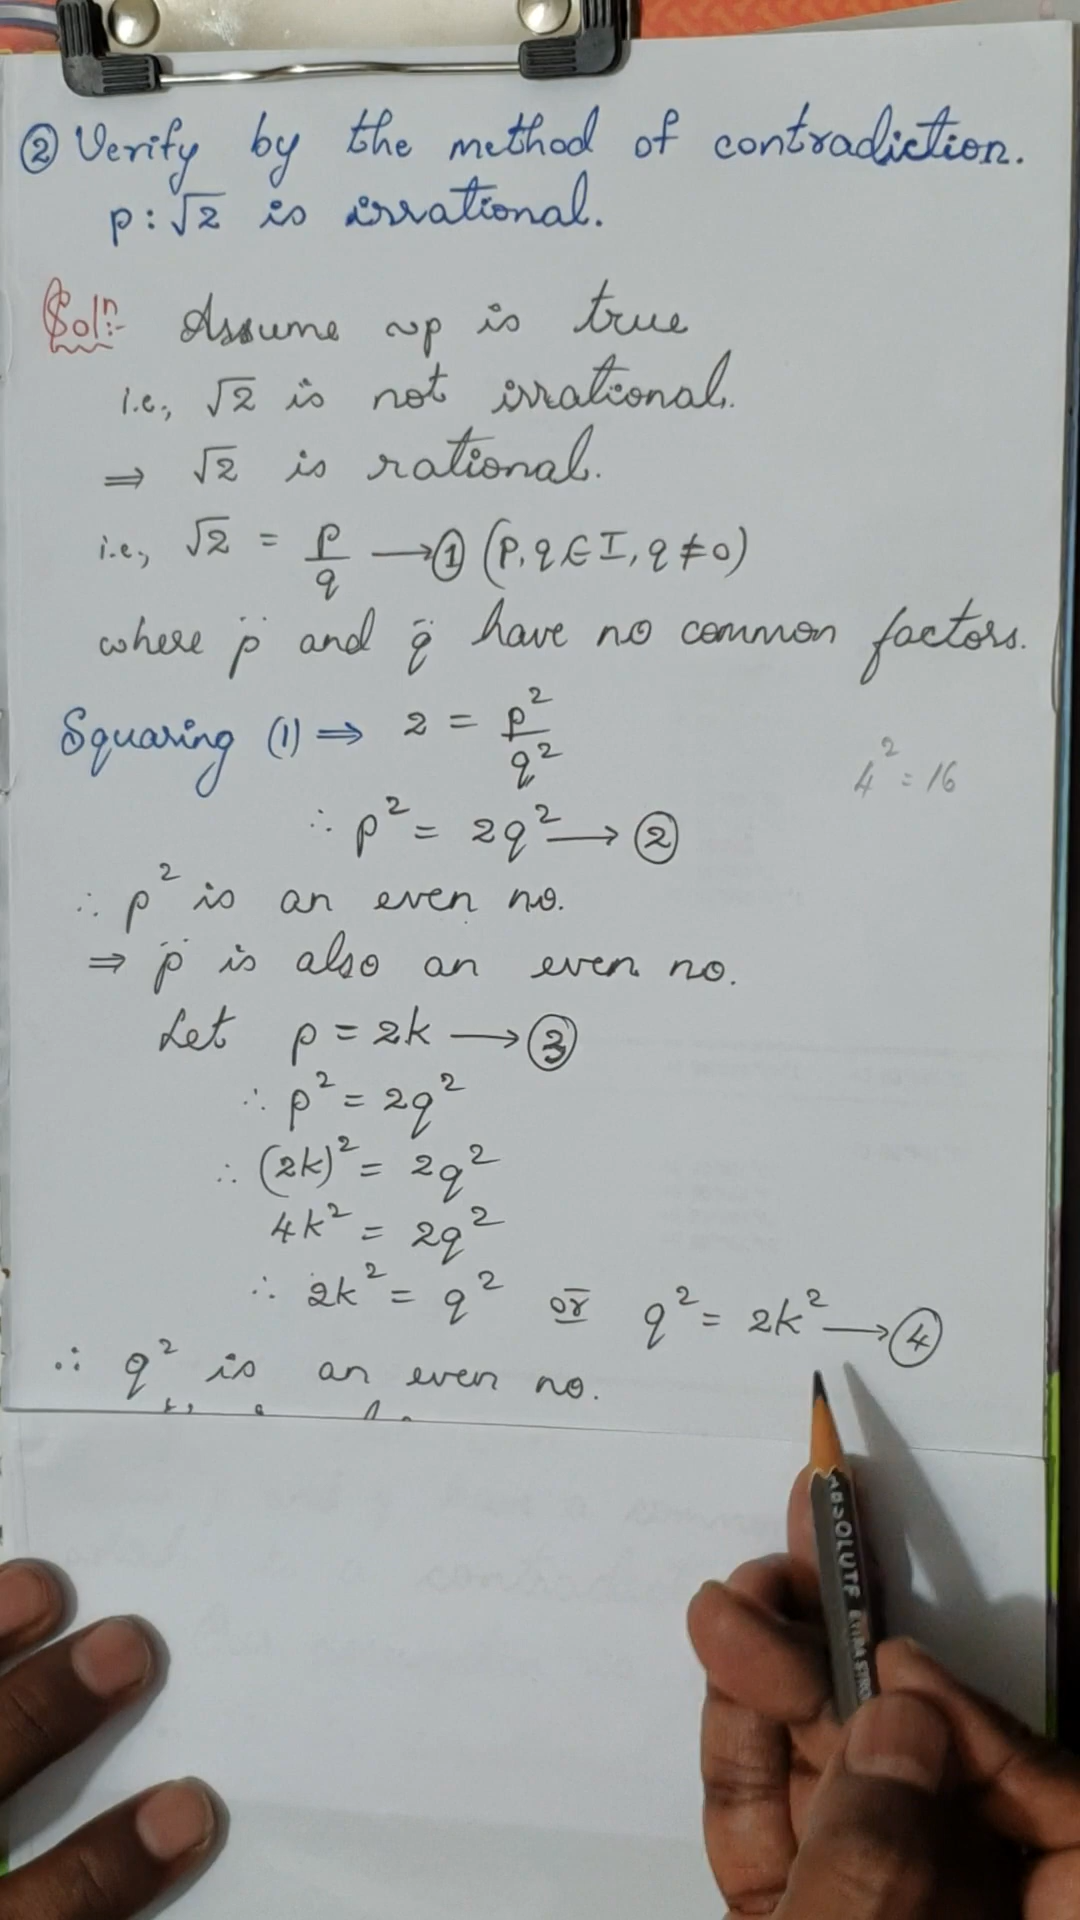 ② Verify by the method of contradiction.
p : √2 is irrational.
Solⁿ:- Assume ~p is true
i.e., √2 is not irrational.
⇒ √2 is rational.
i.e., √2 = p/q → ① (p, q ∈ I, q ≠ 0)
where p and q have no common factors.
Squaring (1) ⇒ 2 = p²/q²
4² = 16
∴ p² = 2q² → ②
∴ p² is an even no.
⇒ p is also an even no.
Let p = 2k → ③
∴ p² = 2q²
∴ (2k)² = 2q²
4k² = 2q²
∴ 2k² = q² or q² = 2k² → ④
∴ q² is an even no.
ABSOLUTE EXTRA STRO